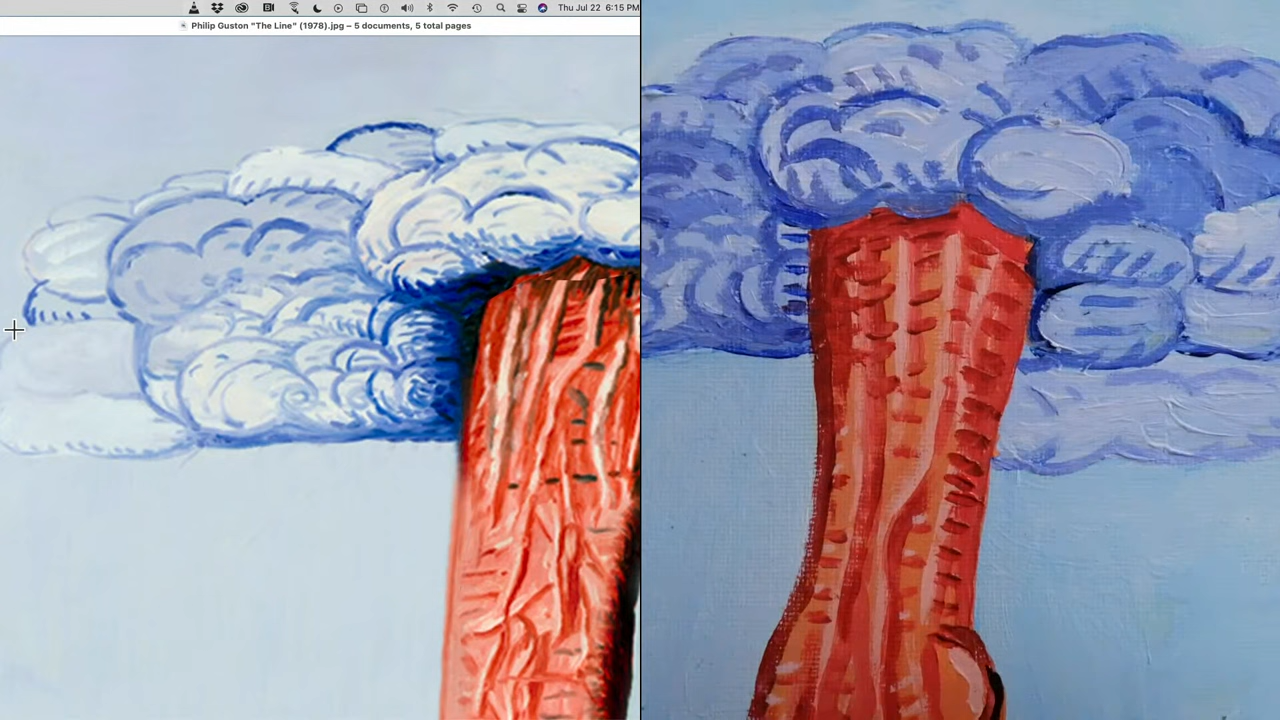 Thu Jul 22 6:15 PM
Philip Guston "The Line" (1978).jpg – 5 documents, 5 total pages